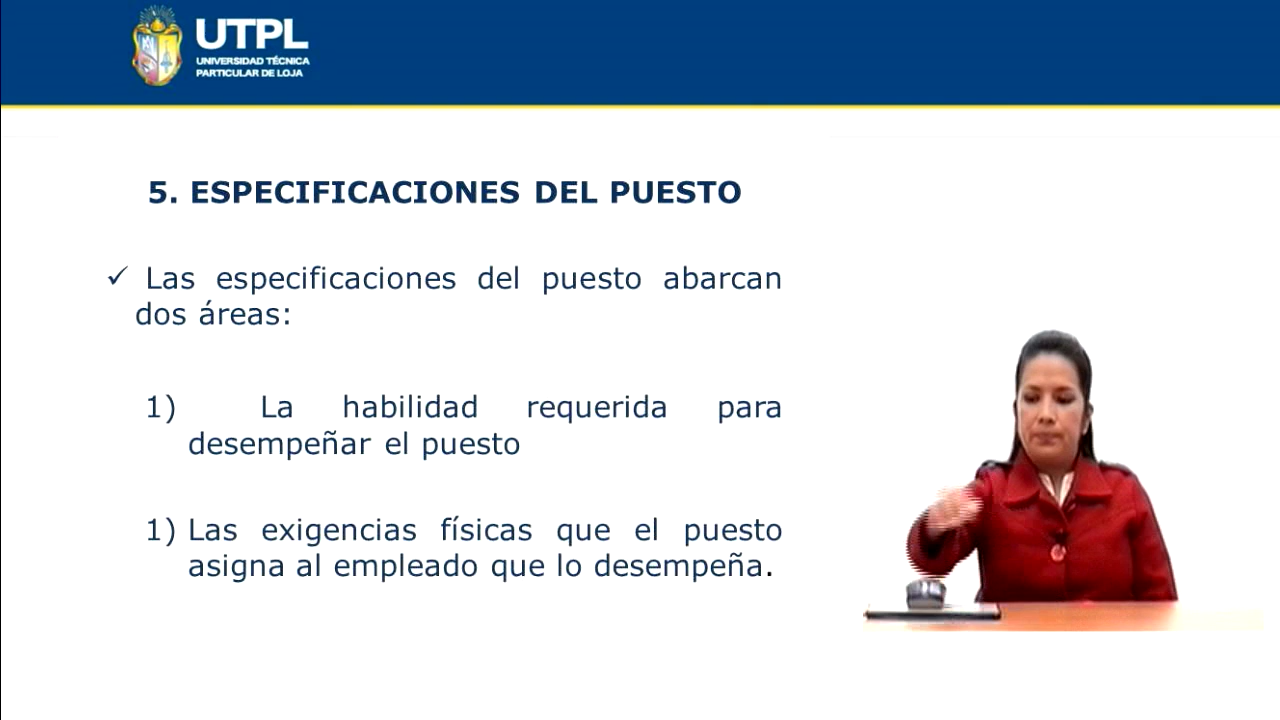 UTPL
UNIVERSIDAD TÉCNICA
PARTICULAR DE LOJA
5. ESPECIFICACIONES DEL PUESTO
✓ Las especificaciones del puesto abarcan
dos áreas:
1) La habilidad requerida para
desempeñar el puesto
1) Las exigencias físicas que el puesto
asigna al empleado que lo desempeña.